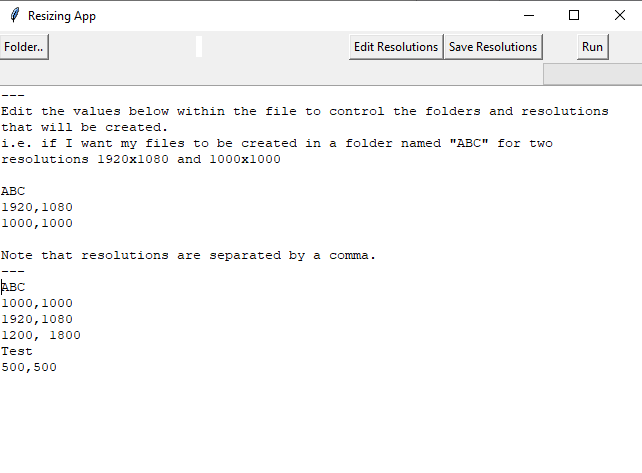 Resizing App
Folder.. Edit Resolutions Save Resolutions Run
---
Edit the values below within the file to control the folders and resolutions
that will be created.
i.e. if I want my files to be created in a folder named "ABC" for two
resolutions 1920x1080 and 1000x1000
ABC
1920,1080
1000,1000
Note that resolutions are separated by a comma.
---
ABC
1000,1000
1920,1080
1200, 1800
Test
500,500